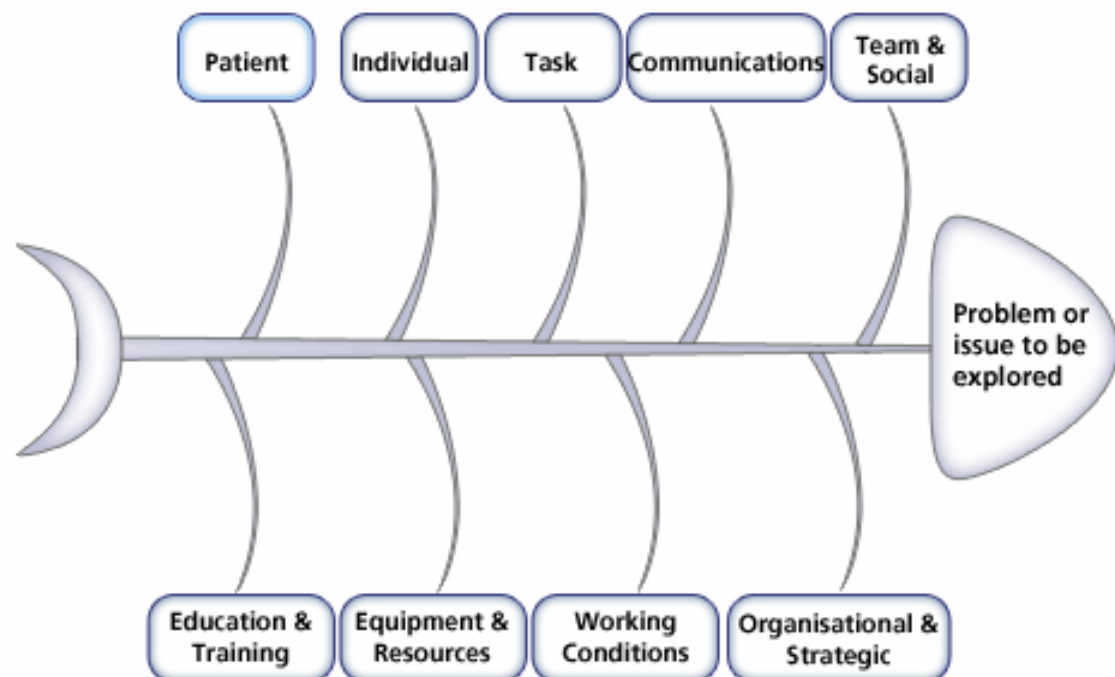 Patient
Individual
Task
Communications
Team &
Social
Problem or
issue to be
explored
Education &
Training
Equipment &
Resources
Working
Conditions
Organisational &
Strategic